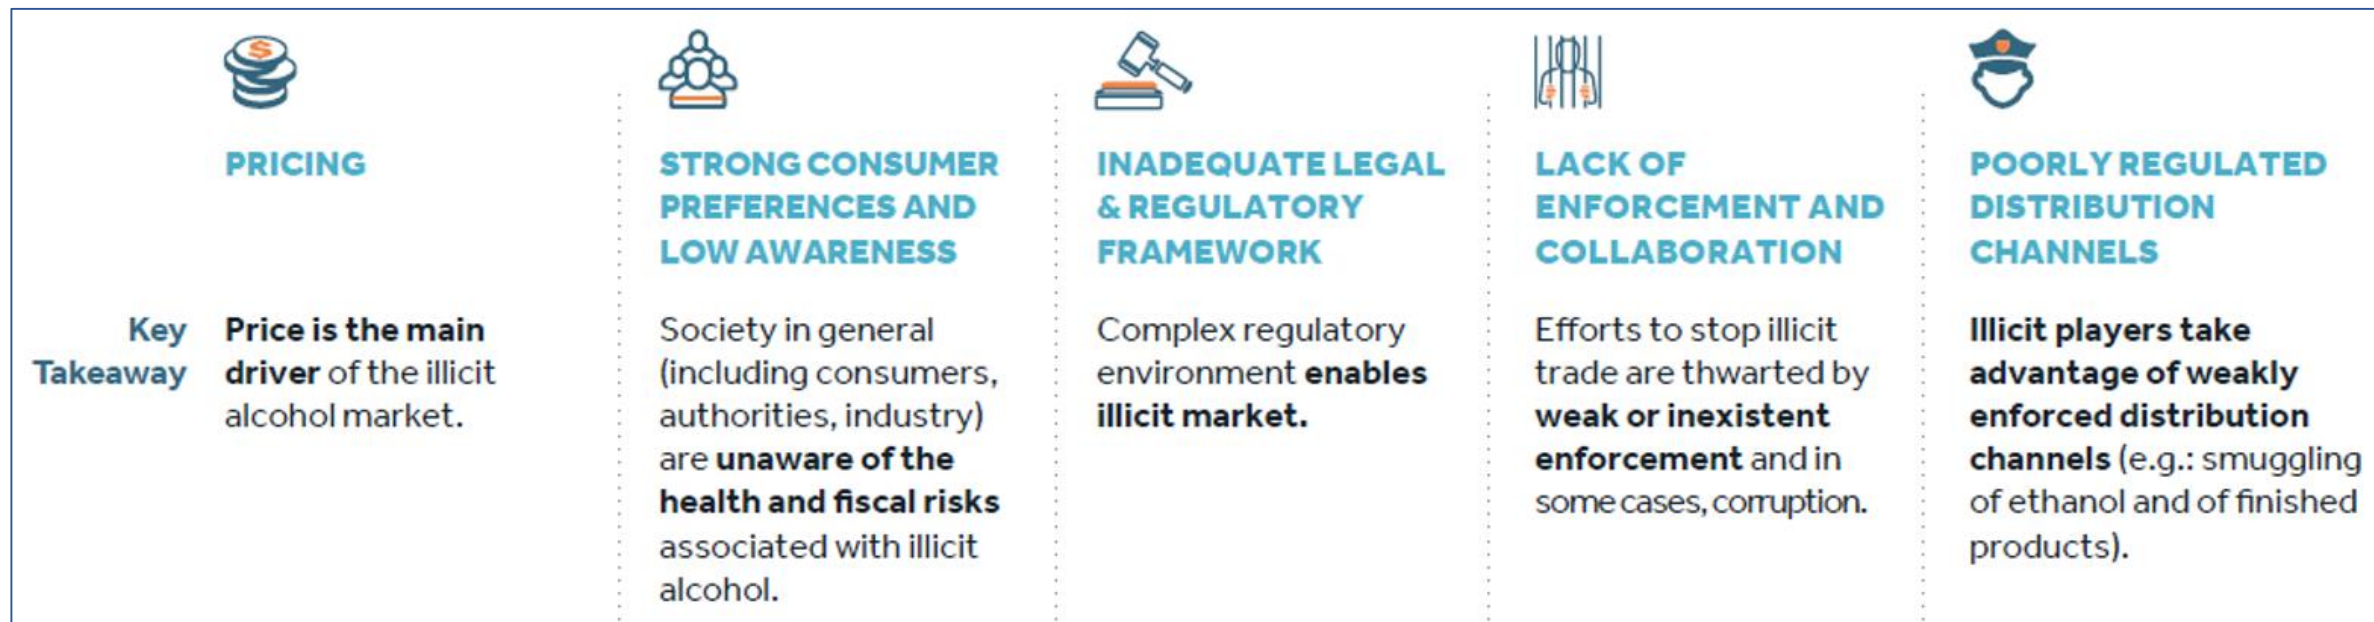 $
PRICING
STRONG CONSUMER
PREFERENCES AND
LOW AWARENESS
INADEQUATE LEGAL
& REGULATORY
FRAMEWORK
LACK OF
ENFORCEMENT AND
COLLABORATION
POORLY REGULATED
DISTRIBUTION
CHANNELS
Key
Takeaway
Price is the main
driver of the illicit
alcohol market.
Society in general
(including consumers,
authorities, industry)
are unaware of the
health and fiscal risks
associated with illicit
alcohol.
Complex regulatory
environment enables
illicit market.
Efforts to stop illicit
trade are thwarted by
weak or inexistent
enforcement and in
some cases, corruption.
Illicit players take
advantage of weakly
enforced distribution
channels (e.g.: smuggling
of ethanol and of finished
products).